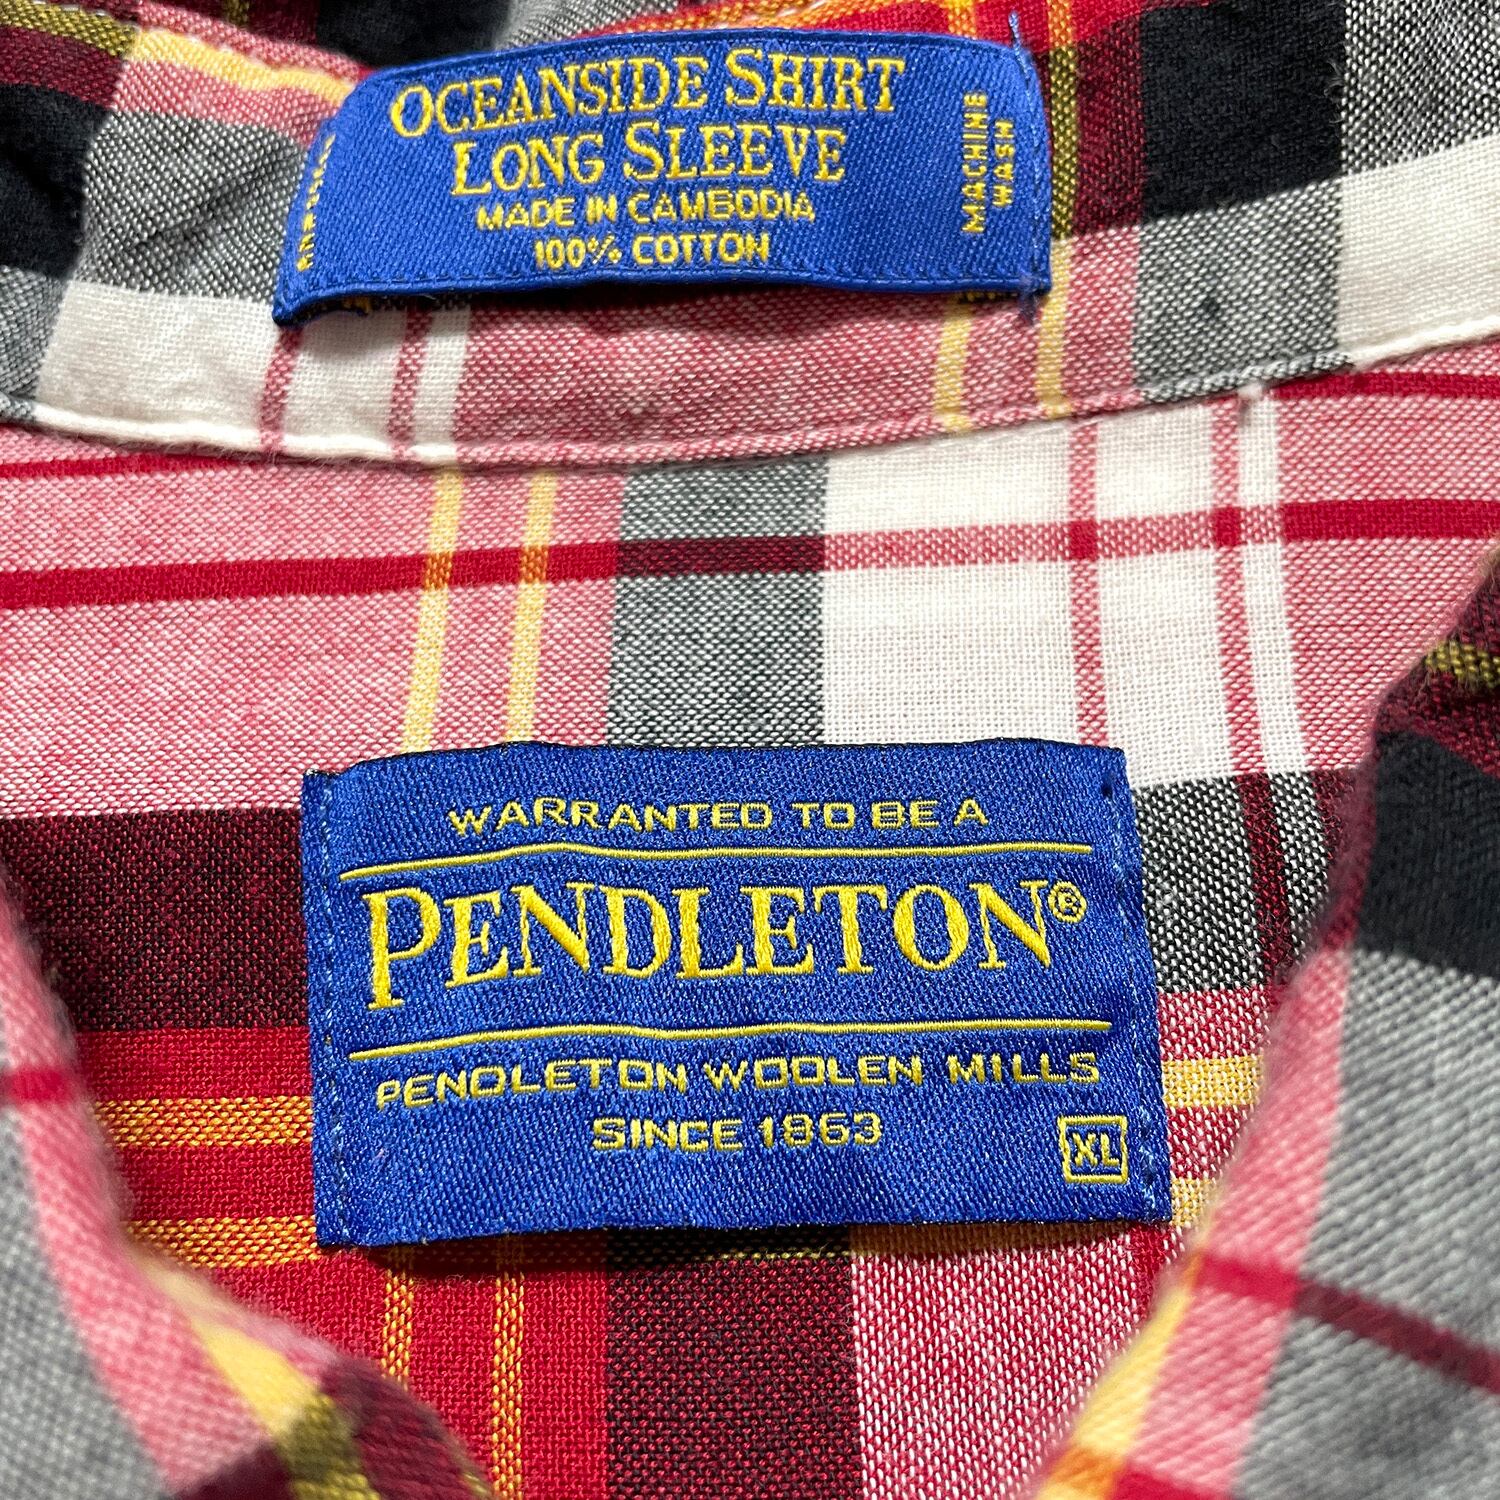 OCEANSIDE SHIRT
LONG SLEEVE
MADE IN CAMBODIA
100% COTTON
MACHINE
WASH
WARRANTED TO BE A
PENDLETON®
PENDLETON WOOLEN MILLS
SINCE 1863
XL